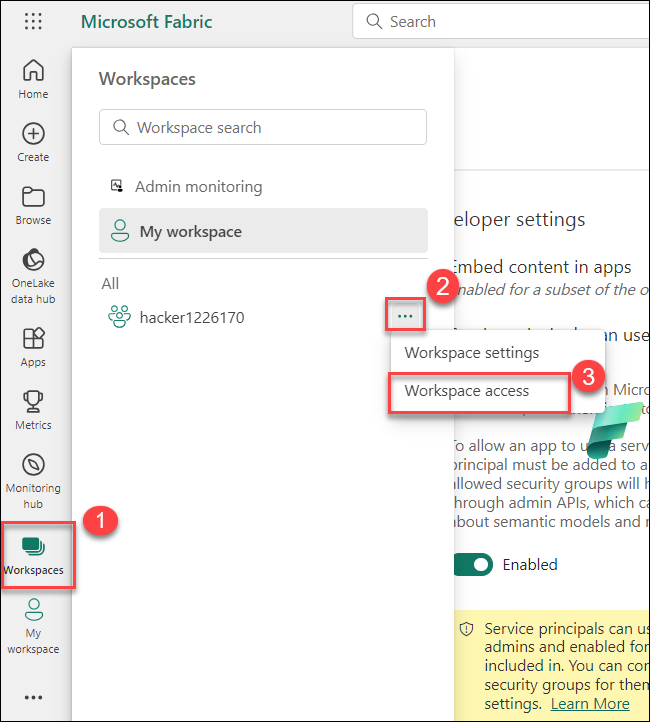 Microsoft Fabric
Search
Home
Create
Browse
OneLake
data hub
Apps
Metrics
Monitoring
hub
1
Workspaces
My
workspace
Workspaces
Workspace search
Admin monitoring
My workspace
All
hacker1226170
2
Workspace settings
3
Workspace access
eloper settings
Embed content in apps
nabled for a subset of the o
an use
Micro
To allow an app to u a serv
principal must be added to a
allowed security groups will h
through admin APIs, which ca
about semantic models and
Enabled
Service principals can us
admins and enabled for
included in. You can con
security groups for them
settings. Learn More